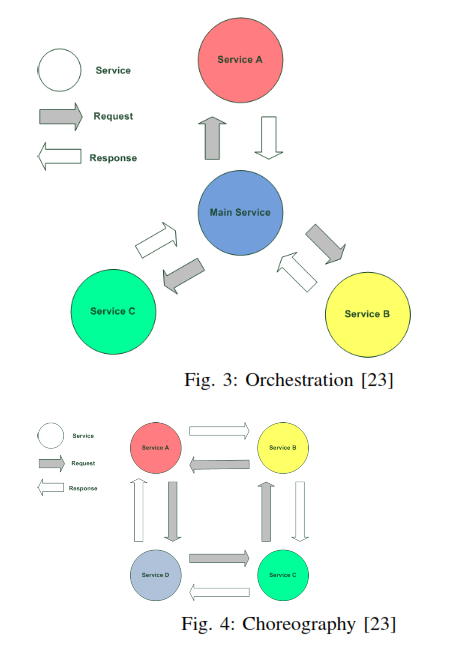 Service A
Service
Request
Response
Main Service
Service C
Service B
Fig. 3: Orchestration [23]
Service
Request
Response
Service A
Service B
Service D
Service C
Fig. 4: Choreography [23]